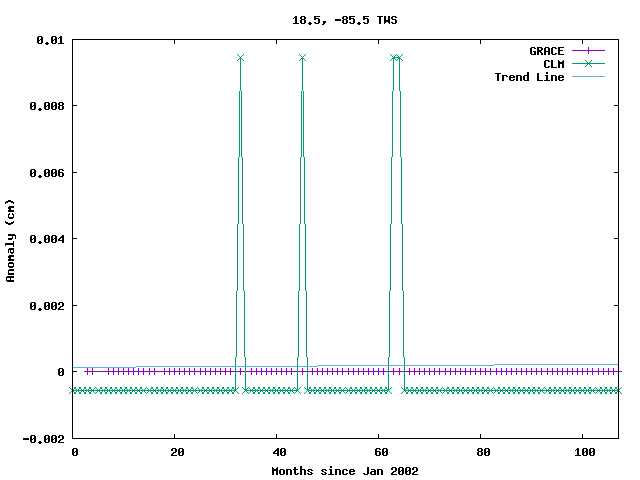 18.5, -85.5 TWS
0.01
0.008
0.006
0.004
0.002
0
-0.002
Anomaly (cm)
GRACE
CLM
Trend Line
0 20 40 60 80 100
Months since Jan 2002